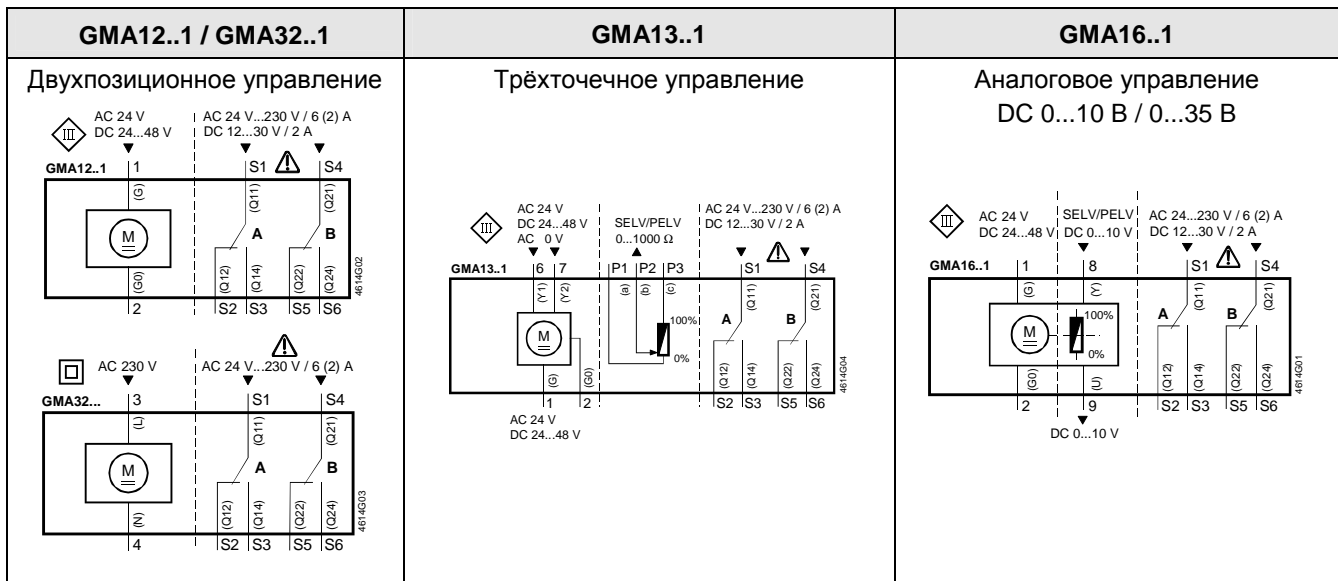 GMA12..1 / GMA32..1
Двухпозиционное управление
AC 24 V
DC 24...48 V
AC 24 V...230 V / 6 (2) A
DC 12...30 V / 2 A
III
GMA12..1
1
S1
S4
(G)
(Q11)
(Q21)
M
A
B
(G0)
(Q12)
(Q14)
(Q22)
(Q24)
2
S2
S3
S5
S6
4614G02
AC 230 V
AC 24 V...230 V / 6 (2) A
GMA32...
3
S1
S4
(L)
(Q11)
(Q21)
M
A
B
(N)
(Q12)
(Q14)
(Q22)
(Q24)
4
S2
S3
S5
S6
4614G03
GMA13..1
Трёхточечное управление
III
AC 24 V
DC 24...48 V
AC 0 V
SELV/PELV
0...1000 Ω
AC 24 V...230 V / 6 (2) A
DC 12...30 V / 2 A
GMA13..1
6
7
P1
P2
P3
S1
S4
(Y1)
(Y2)
(a)
(b)
(c)
(Q11)
(Q21)
M
100%
0%
A
B
(G)
(G0)
(Q12)
(Q14)
(Q22)
(Q24)
1
2
S2
S3
S5
S6
AC 24 V
DC 24...48 V
4614G04
GMA16..1
Аналоговое управление
DC 0...10 В / 0...35 В
III
AC 24 V
DC 24...48 V
SELV/PELV
DC 0...10 V
AC 24...230 V / 6 (2) A
DC 12...30 V / 2 A
GMA16..1
1
8
S1
S4
(G)
(Y)
(Q11)
(Q21)
M
100%
0%
A
B
(G0)
(U)
(Q12)
(Q14)
(Q22)
(Q24)
2
9
S2
S3
S5
S6
DC 0...10 V
4614G01